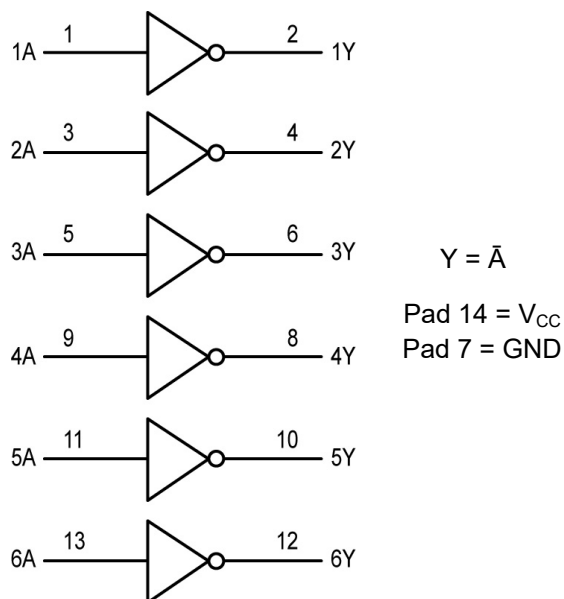 1A 1 2 1Y
2A 3 4 2Y
3A 5 6 3Y
4A 9 8 4Y
5A 11 10 5Y
6A 13 12 6Y
Y = Ā
Pad 14 = VCC
Pad 7 = GND